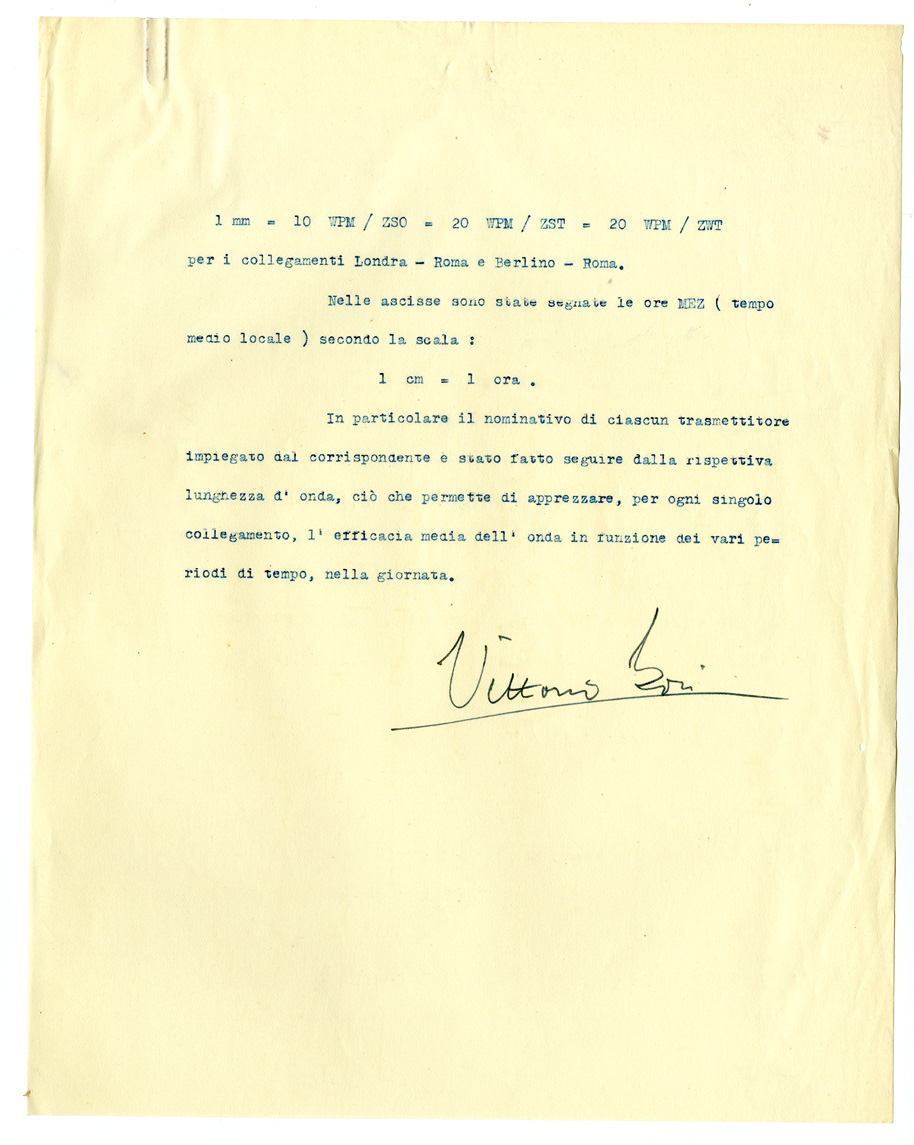 1 mm = 10 WPM / ZSO = 20 WPM / ZST = 20 WPM / ZWT
per i collegamenti Londra - Roma e Berlino - Roma.
Nelle ascisse sono state segnate le ore MEZ ( tempo
medio locale ) secondo la scala :
1 cm = 1 ora .
In particolare il nominativo di ciascun trasmettitore
impiegato dal corrispondente è stato fatto seguire dalla rispettiva
lunghezza d' onda, ciò che permette di apprezzare, per ogni singolo
collegamento, l' efficacia media dell' onda in funzione dei vari pe=
riodi di tempo, nella giornata.
Vittorio